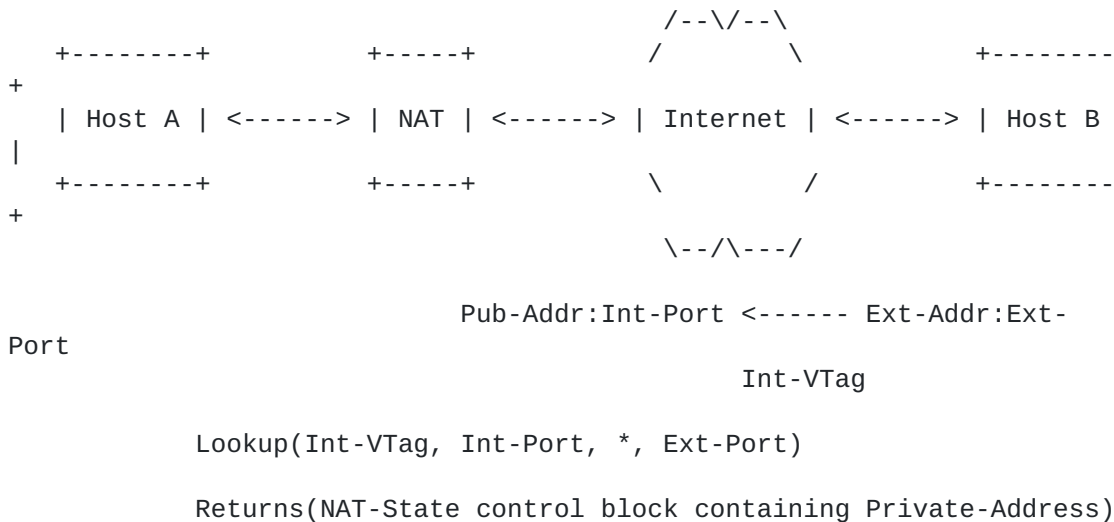 /--\/--\
   +--------+          +-----+           /        \           +--------
+
   | Host A | <------> | NAT | <------> | Internet | <------> | Host B
|
   +--------+          +-----+           \        /           +--------
+
                                          \--/\---/

                             Pub-Addr:Int-Port <------ Ext-Addr:Ext-
Port
                                               Int-VTag

            Lookup(Int-VTag, Int-Port, *, Ext-Port)

            Returns(NAT-State control block containing Private-Address)